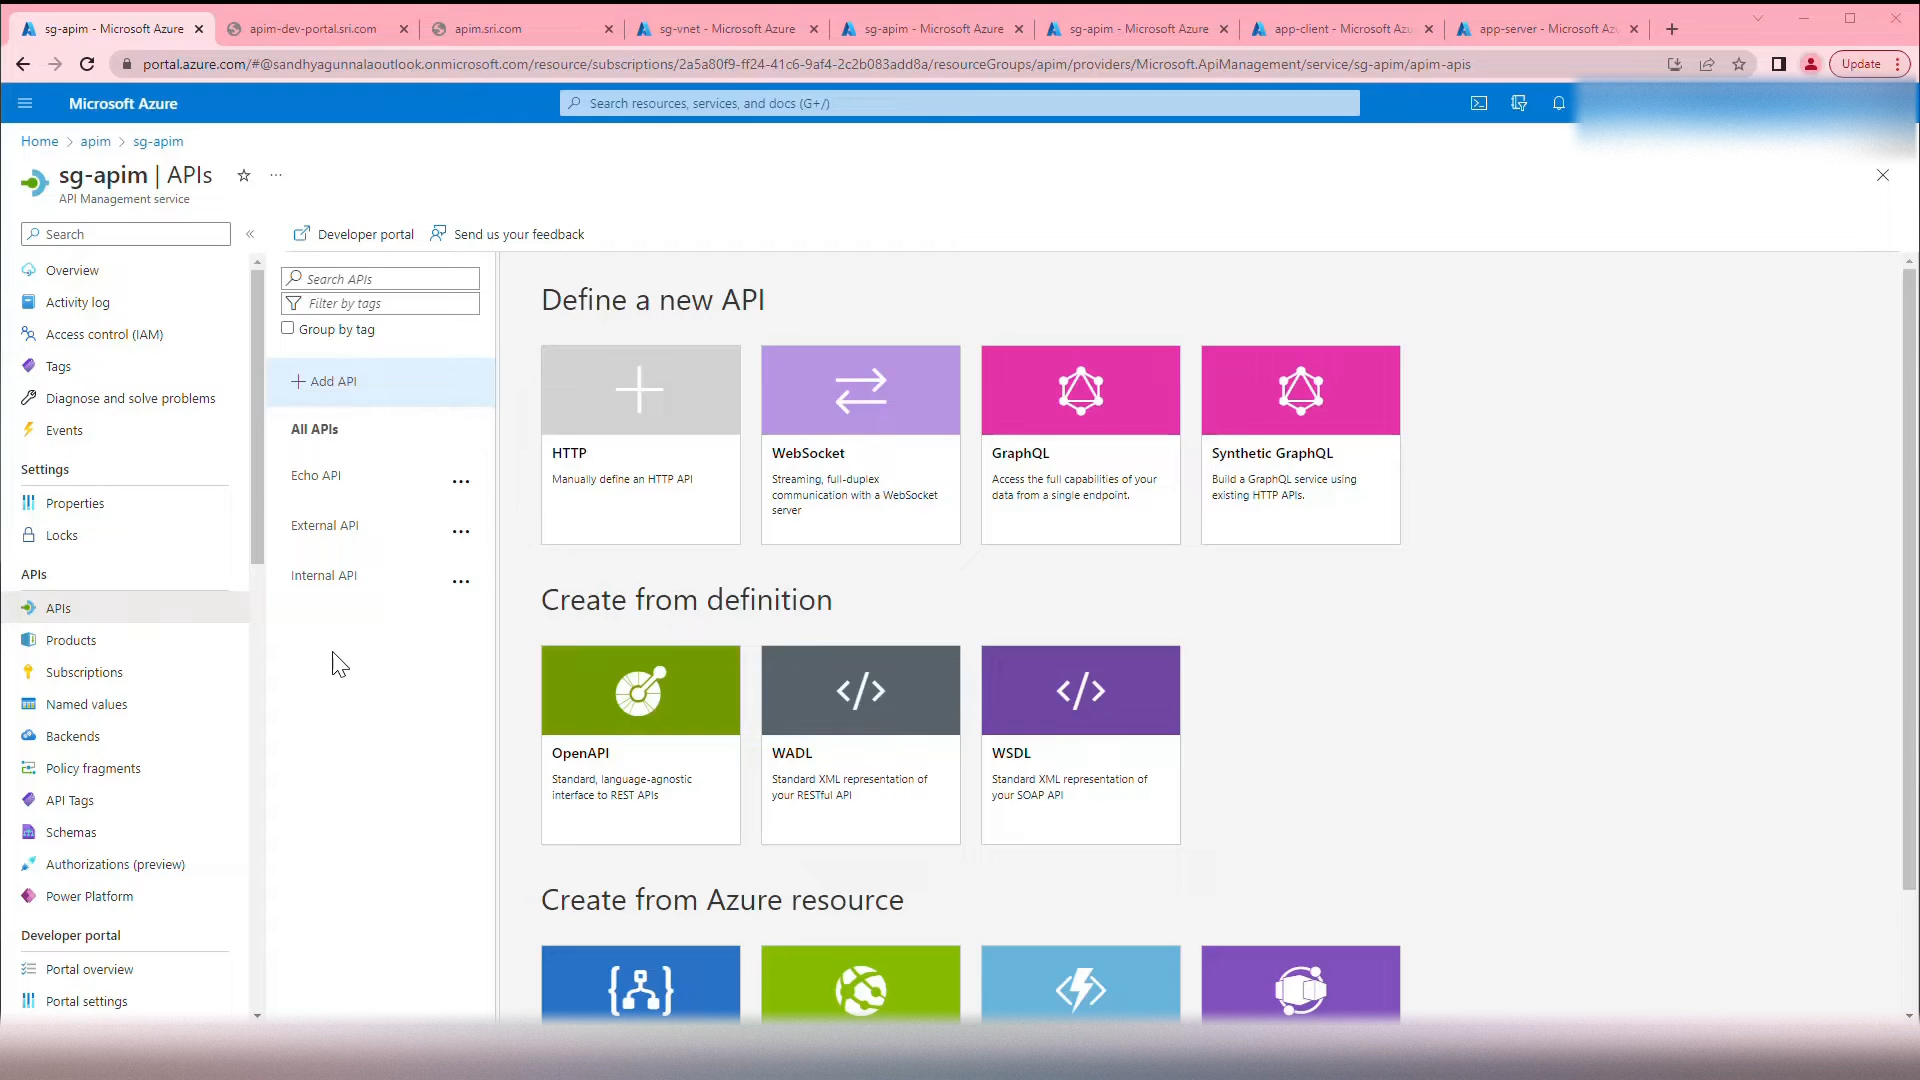 sg-apim - Microsoft Azure
apim-dev-portal.sri.com
apim.sri.com
sg-vnet - Microsoft Azure
sg-apim - Microsoft Azure
sg-apim - Microsoft Azure
app-client - Microsoft Azu
app-server - Microsoft Azu
portal.azure.com/#@sandhyagunnalaoutlook.onmicrosoft.com/resource/subscriptions/2a5a80f9-ff24-41c6-9af4-2c2b083add8a/resourceGroups/apim/providers/Microsoft.ApiManagement/service/sg-apim/apim-apis
Update
Microsoft Azure
Search resources, services, and docs (G+/)
Home > apim > sg-apim
sg-apim | APIs
API Management service
Search
Developer portal
Send us your feedback
Overview
Activity log
Access control (IAM)
Tags
Diagnose and solve problems
Events
Settings
Properties
Locks
APIs
APIs
Products
Subscriptions
Named values
Backends
Policy fragments
API Tags
Schemas
Authorizations (preview)
Power Platform
Developer portal
Portal overview
Portal settings
Search APIs
Filter by tags
Group by tag
+ Add API
All APIs
Echo API
External API
Internal API
Define a new API
HTTP
Manually define an HTTP API
WebSocket
Streaming, full-duplex
communication with a WebSocket
server
GraphQL
Access the full capabilities of your
data from a single endpoint.
Synthetic GraphQL
Build a GraphQL service using
existing HTTP APIs.
Create from definition
OpenAPI
Standard, language-agnostic
interface to REST APIs
WADL
Standard XML representation of
your RESTful API
WSDL
Standard XML representation of
your SOAP API
Create from Azure resource